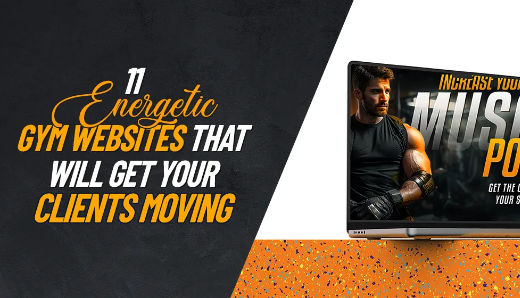 11
Energetic
GYM WEBSITES THAT
WILL GET YOUR
CLIENTS MOVING
INCREASE YOUR
MUS
PO
GET THE
YOUR S